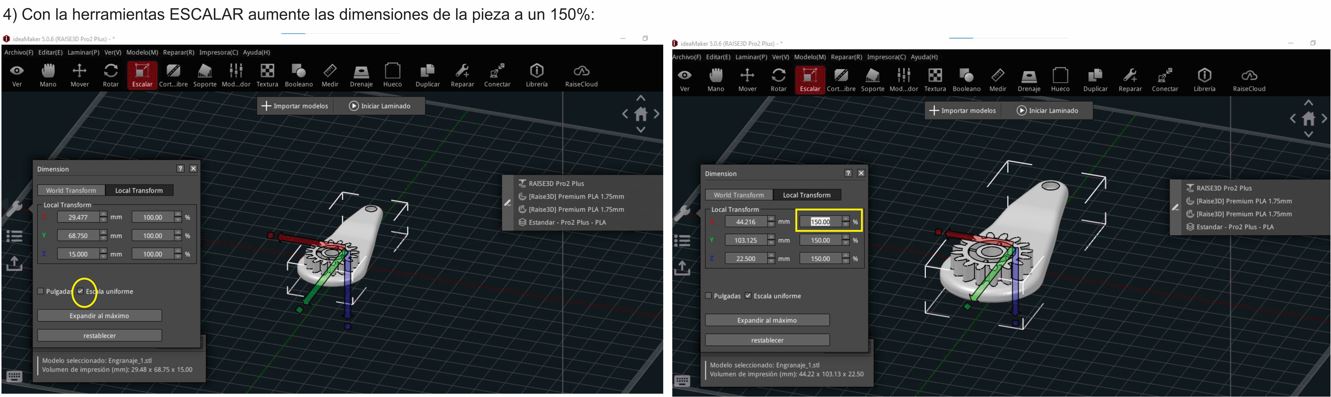 4) Con la herramientas ESCALAR aumente las dimensiones de la pieza a un 150%:
ideaMaker 5.0.6 (RAISE3D Pro2 Plus) - *
Archivo(F) Editar(E) Laminar(P) Ver(V) Modelo(M) Reparar(R) Impresora(C) Ayuda(H)
Ver Mano Mover Rotar Escalar Cort...ibre Soporte Mod...dor Textura Booleano Medir Drenaje Hueco Duplicar Reparar Conectar Librería RaiseCloud
Importar modelos Iniciar Laminado
Dimension ?
World Transform Local Transform
Local Transform
X 29.477 mm 100.00 %
Y 68.750 mm 100.00 %
Z 15.000 mm 100.00 %
Pulgadas Escala uniforme
Expandir al máximo
restablecer
Modelo seleccionado: Engranaje_1.stl
Volumen de impresión (mm): 29.48 x 68.75 x 15.00
RAISE3D Pro2 Plus
[Raise3D] Premium PLA 1.75mm
[Raise3D] Premium PLA 1.75mm
Estandar - Pro2 Plus - PLA
ideaMaker 5.0.6 (RAISE3D Pro2 Plus) - *
Archivo(F) Editar(E) Laminar(P) Ver(V) Modelo(M) Reparar(R) Impresora(C) Ayuda(H)
Ver Mano Mover Rotar Escalar Cort...ibre Soporte Mod...dor Textura Booleano Medir Drenaje Hueco Duplicar Reparar Conectar Librería RaiseCloud
Importar modelos Iniciar Laminado
Dimension ?
World Transform Local Transform
Local Transform
X 44.216 mm 150.00 %
Y 103.125 mm 150.00 %
Z 22.500 mm 150.00 %
Pulgadas Escala uniforme
Expandir al máximo
restablecer
Modelo seleccionado: Engranaje_1.stl
Volumen de impresión (mm): 44.22 x 103.13 x 22.50
RAISE3D Pro2 Plus
[Raise3D] Premium PLA 1.75mm
[Raise3D] Premium PLA 1.75mm
Estandar - Pro2 Plus - PLA